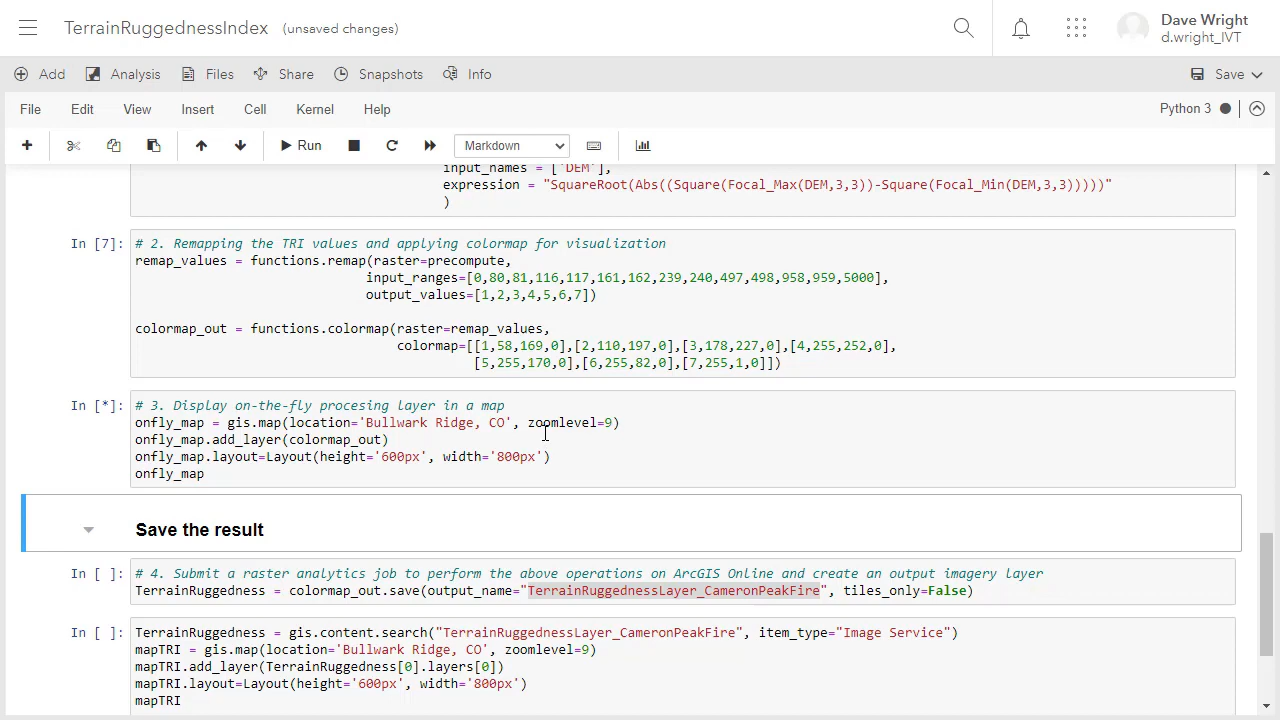 TerrainRuggednessIndex (unsaved changes)
Dave Wright
d.wright_IVT
Add Analysis Files Share Snapshots Info Save
File Edit View Insert Cell Kernel Help Python 3
Run Markdown
input_names = ['DEM'],
expression = "SquareRoot(Abs((Square(Focal_Max(DEM,3,3))-Square(Focal_Min(DEM,3,3)))))"
)
In [7]: # 2. Remapping the TRI values and applying colormap for visualization
remap_values = functions.remap(raster=precompute,
input_ranges=[0,80,81,116,117,161,162,239,240,497,498,958,959,5000],
output_values=[1,2,3,4,5,6,7])
colormap_out = functions.colormap(raster=remap_values,
colormap=[[1,58,169,0],[2,110,197,0],[3,178,227,0],[4,255,252,0],
[5,255,170,0],[6,255,82,0],[7,255,1,0]])
In [*]: # 3. Display on-the-fly procesing layer in a map
onfly_map = gis.map(location='Bullwark Ridge, CO', zoomlevel=9)
onfly_map.add_layer(colormap_out)
onfly_map.layout=Layout(height='600px', width='800px')
onfly_map
Save the result
In [ ]: # 4. Submit a raster analytics job to perform the above operations on ArcGIS Online and create an output imagery layer
TerrainRuggedness = colormap_out.save(output_name="TerrainRuggednessLayer_CameronPeakFire", tiles_only=False)
In [ ]: TerrainRuggedness = gis.content.search("TerrainRuggednessLayer_CameronPeakFire", item_type="Image Service")
mapTRI = gis.map(location='Bullwark Ridge, CO', zoomlevel=9)
mapTRI.add_layer(TerrainRuggedness[0].layers[0])
mapTRI.layout=Layout(height='600px', width='800px')
mapTRI